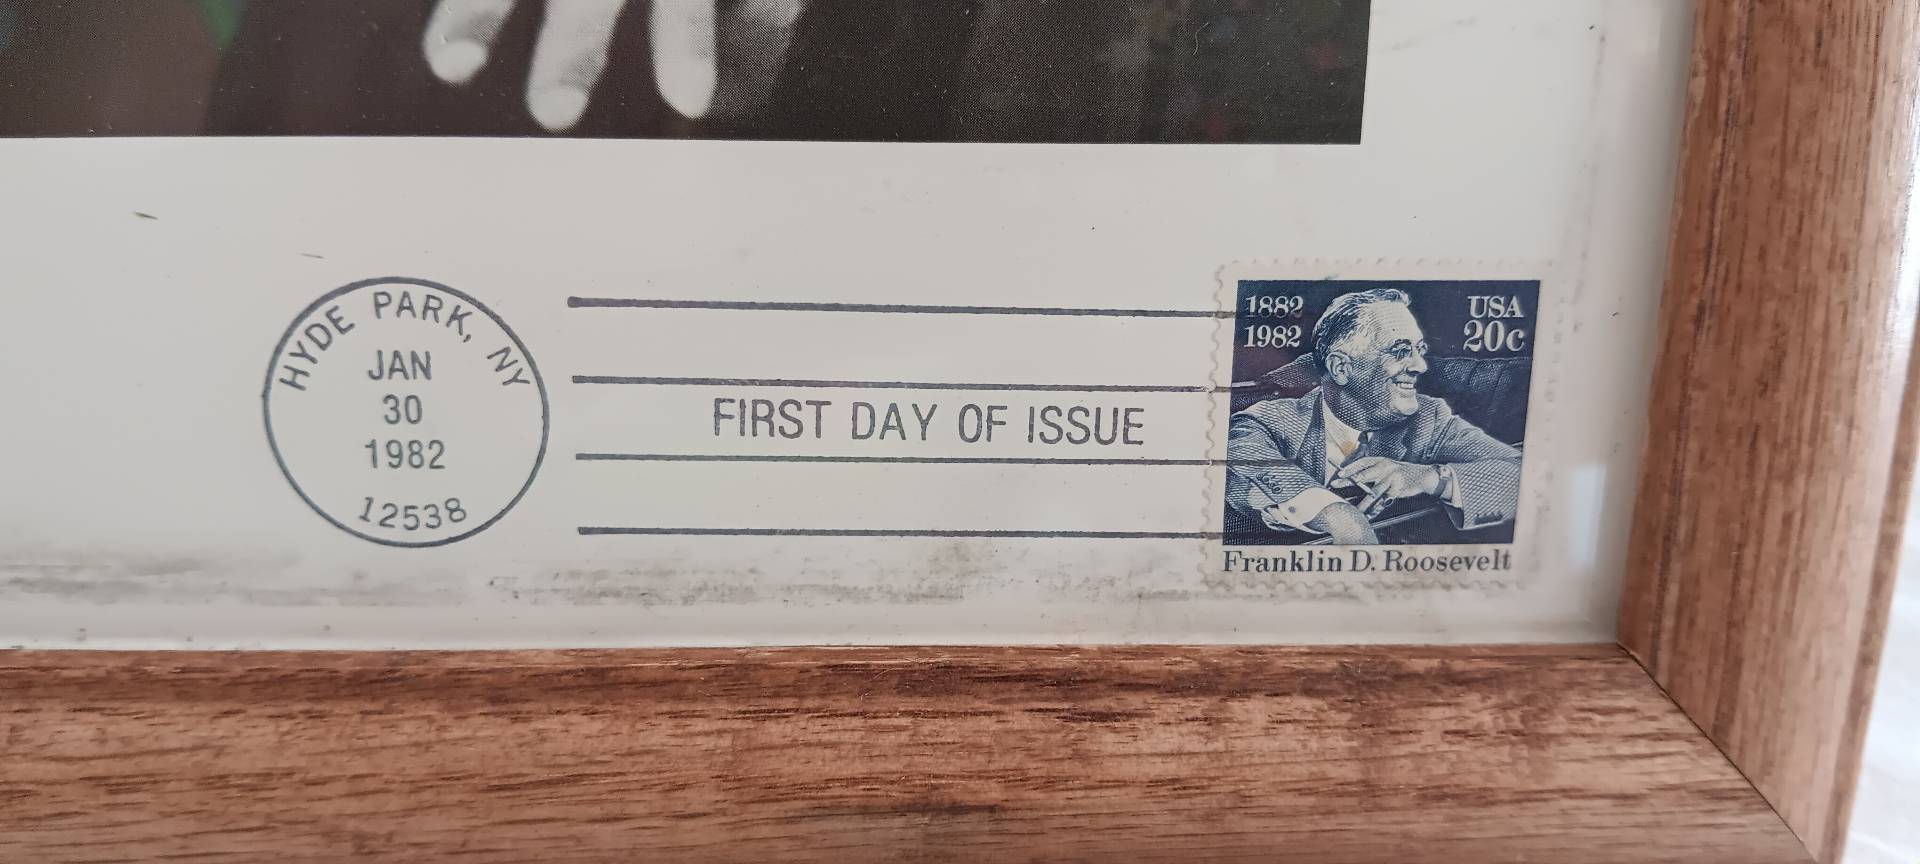 HYDE PARK, NY
JAN
30
1982
12538
FIRST DAY OF ISSUE
1882
1982
USA
20c
Franklin D. Roosevelt